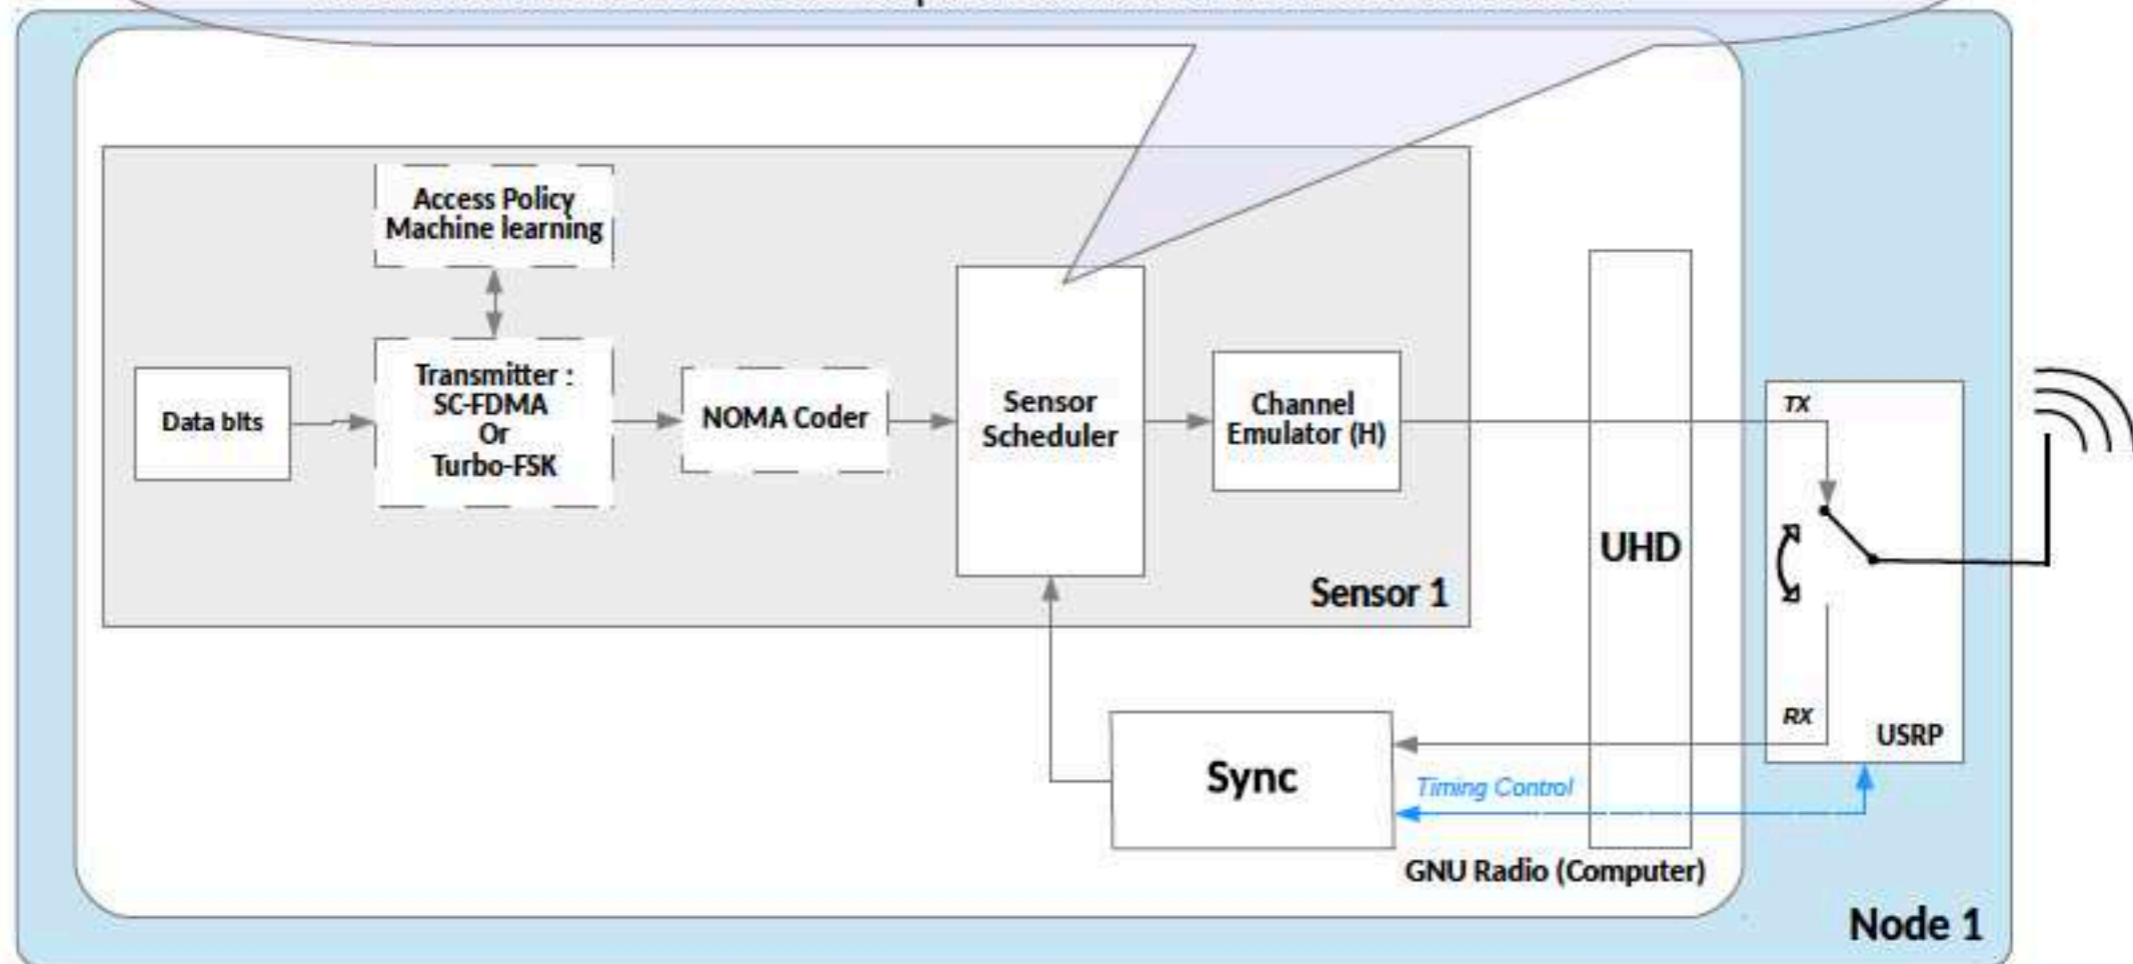 Access Policy
Machine learning
Data bits
Transmitter :
SC-FDMA
Or
Turbo-FSK
NOMA Coder
Sensor
Scheduler
Channel
Emulator (H)
Sensor 1
UHD
TX
RX
USRP
Sync
Timing Control
GNU Radio (Computer)
Node 1